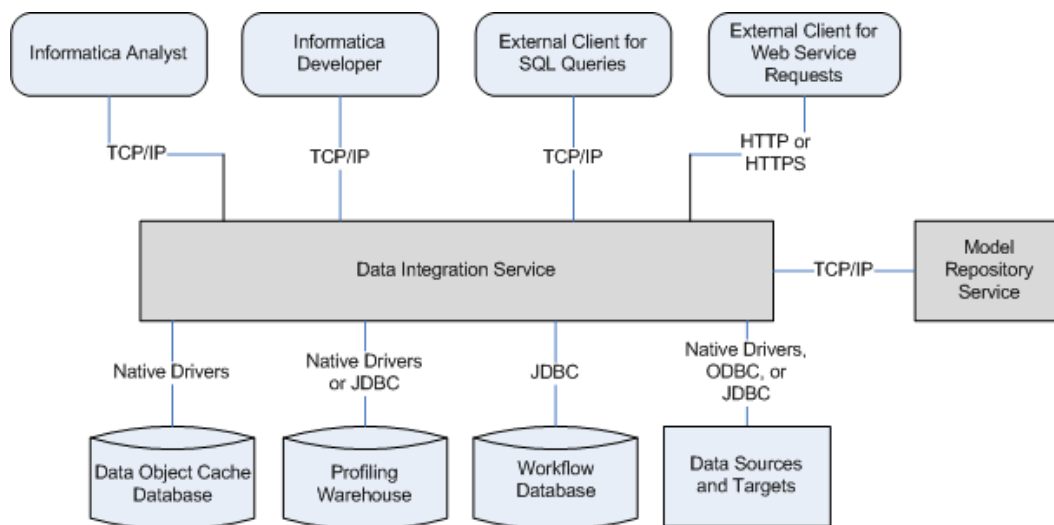 Informatica Analyst
Informatica
Developer
External Client for
SQL Queries
External Client for
Web Service
Requests
TCP/IP
TCP/IP
TCP/IP
HTTP or
HTTPS
Data Integration Service
TCP/IP
Model
Repository
Service
Native Drivers
Native Drivers
or JDBC
JDBC
Native Drivers,
ODBC, or
JDBC
Data Object Cache
Database
Profiling
Warehouse
Workflow
Database
Data Sources
and Targets